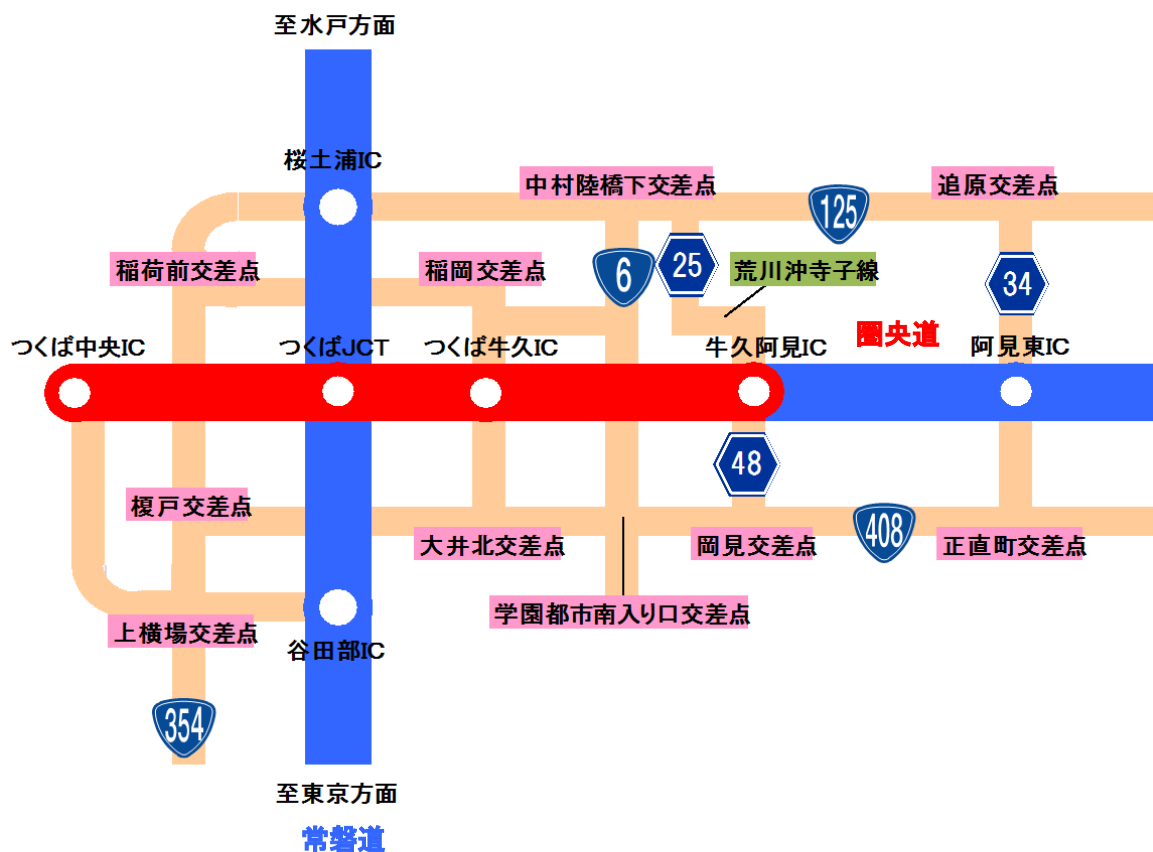 至水戸方面
桜土浦IC
中村陸橋下交差点
追原交差点
125
稲荷前交差点
稲岡交差点
6
25
荒川沖寺子線
34
圏央道
つくば中央IC
つくばJCT
つくば牛久IC
牛久阿見IC
阿見東IC
48
榎戸交差点
大井北交差点
岡見交差点
408
正直町交差点
学園都市南入り口交差点
上横場交差点
谷田部IC
354
至東京方面
常磐道